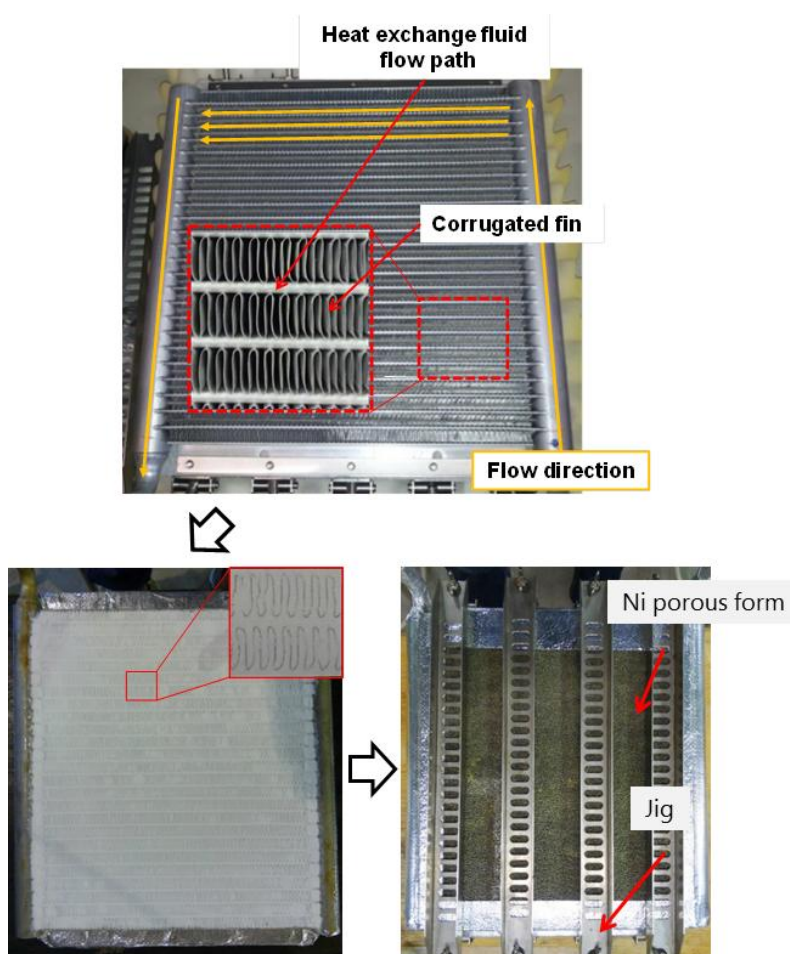 Heat exchange fluid
flow path
Corrugated fin
Flow direction
Ni porous form
Jig